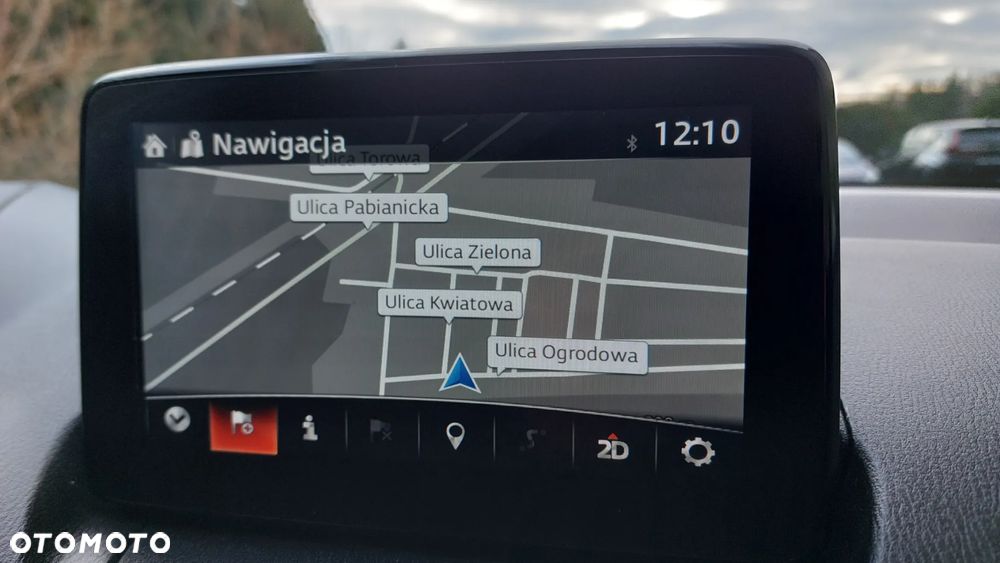 Nawigacja
12:10
Ulica Torowa
Ulica Pabianicka
Ulica Zielona
Ulica Kwiatowa
Ulica Ogrodowa
2D
OTOMOTO